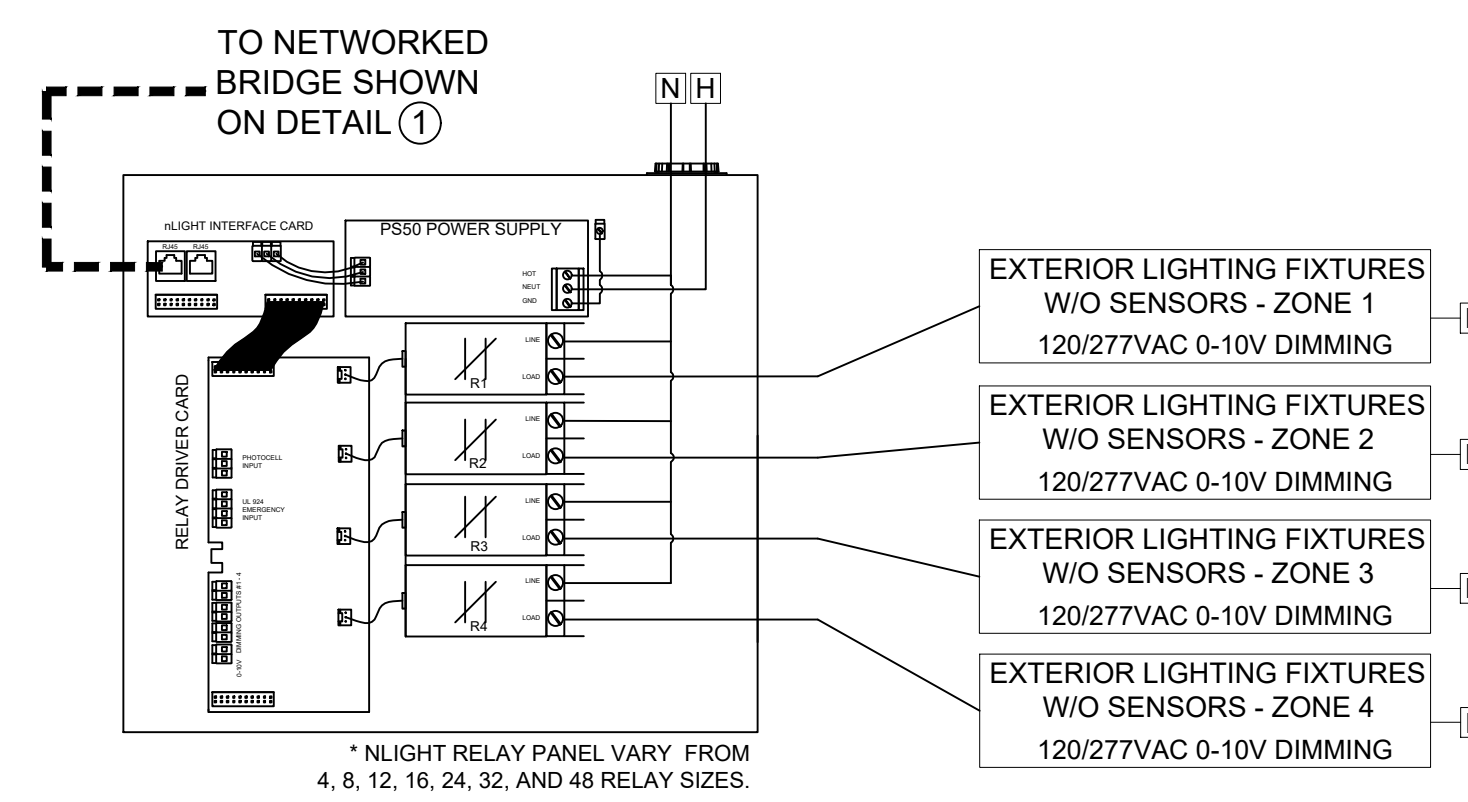 TO NETWORKED
BRIDGE SHOWN
ON DETAIL 1
N H
nLIGHT INTERFACE CARD
RJ45 RJ45
PS50 POWER SUPPLY
HOT
NEUT
GND
RELAY DRIVER CARD
PHOTOCELL
INPUT
UL 924
EMERGENCY
INPUT
0-10V DIMMING OUTPUTS #1 - 4
LINE
LOAD
R1
LINE
LOAD
R2
LINE
LOAD
R3
LINE
LOAD
R4
EXTERIOR LIGHTING FIXTURES
W/O SENSORS - ZONE 1
120/277VAC 0-10V DIMMING
EXTERIOR LIGHTING FIXTURES
W/O SENSORS - ZONE 2
120/277VAC 0-10V DIMMING
EXTERIOR LIGHTING FIXTURES
W/O SENSORS - ZONE 3
120/277VAC 0-10V DIMMING
EXTERIOR LIGHTING FIXTURES
W/O SENSORS - ZONE 4
120/277VAC 0-10V DIMMING
* NLIGHT RELAY PANEL VARY FROM
4, 8, 12, 16, 24, 32, AND 48 RELAY SIZES.